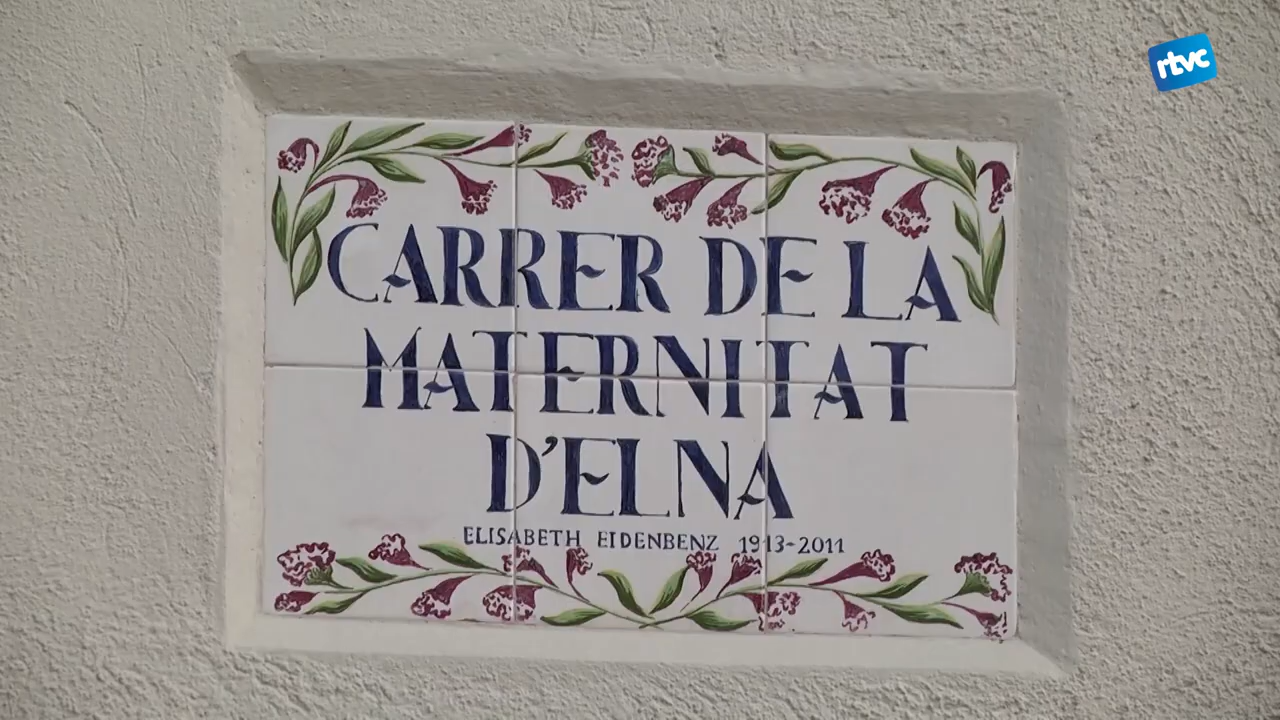 rtvc
CARRER DE LA
MATERNITAT
D'ELNA
ELISABETH EIDENBENZ 1913-2011